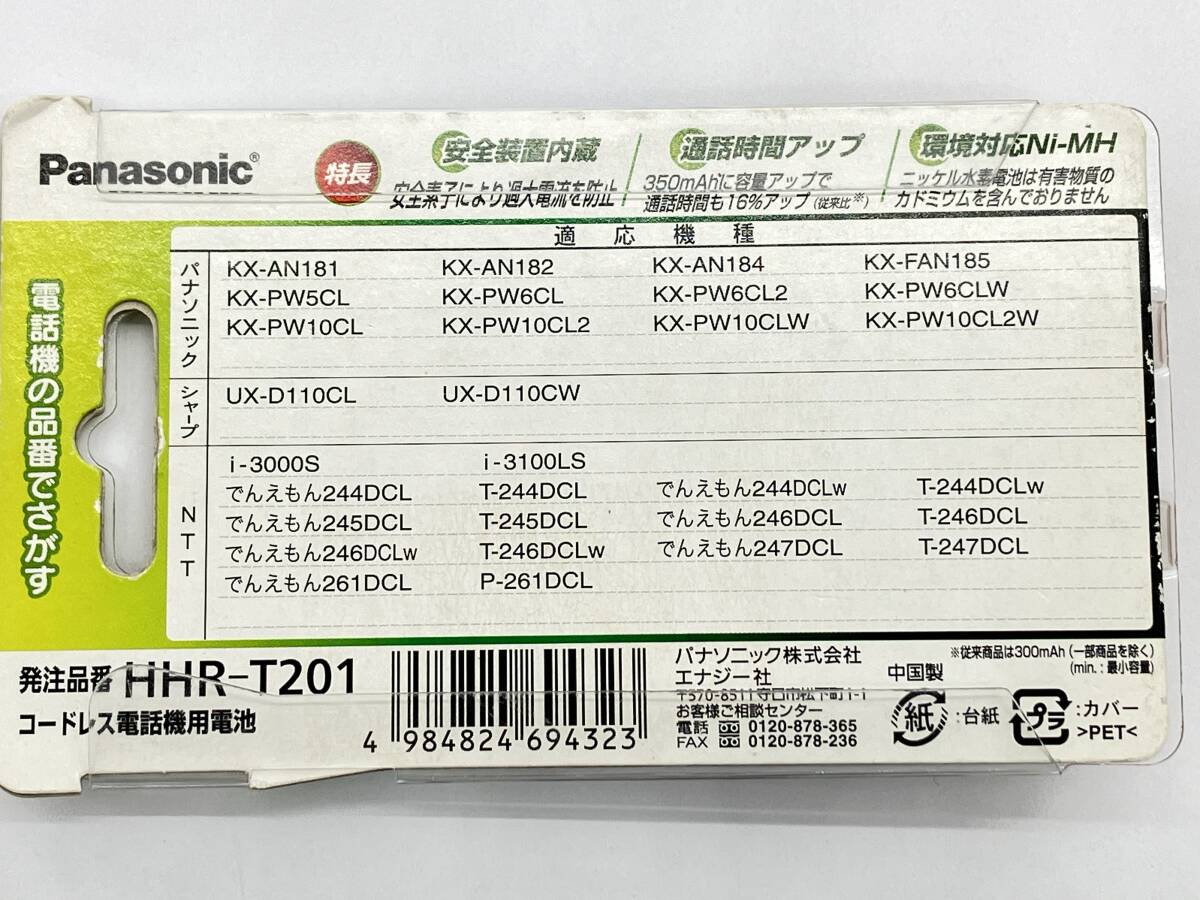 Panasonic®
特長
安全装置内蔵
安全素子により過大電流を防止
通話時間アップ
350mAhに容量アップで
通話時間も16%アップ(従来比※)
環境対応Ni-MH
ニッケル水素電池は有害物質の
カドミウムを含んでおりません
電話機の品番でさがす
適応機種
パナソニック
KX-AN181 KX-AN182 KX-AN184 KX-FAN185
KX-PW5CL KX-PW6CL KX-PW6CL2 KX-PW6CLW
KX-PW10CL KX-PW10CL2 KX-PW10CLW KX-PW10CL2W
シャープ
UX-D110CL UX-D110CW
NTT
i-3000S i-3100LS
でんえもん244DCL T-244DCL でんえもん244DCLw T-244DCLw
でんえもん245DCL T-245DCL でんえもん246DCL T-246DCL
でんえもん246DCLw T-246DCLw でんえもん247DCL T-247DCL
でんえもん261DCL P-261DCL
発注品番 HHR-T201
コードレス電話機用電池
4 984824 694323
パナソニック株式会社
エナジー社
〒570-8511守口市松下町1-1
お客様ご相談センター
電話 0120-878-365
FAX 0120-878-236
中国製
※従来商品は300mAh(一部商品を除く)
(min.:最小容量)
紙 :台紙
プラ :カバー
>PET<